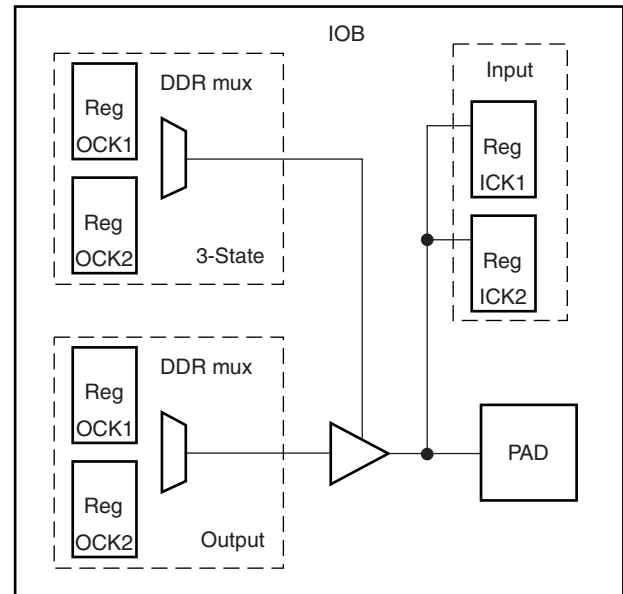 IOB
DDR mux
Reg
OCK1
Reg
OCK2
3-State
Input
Reg
ICK1
Reg
ICK2
DDR mux
Reg
OCK1
Reg
OCK2
Output
PAD